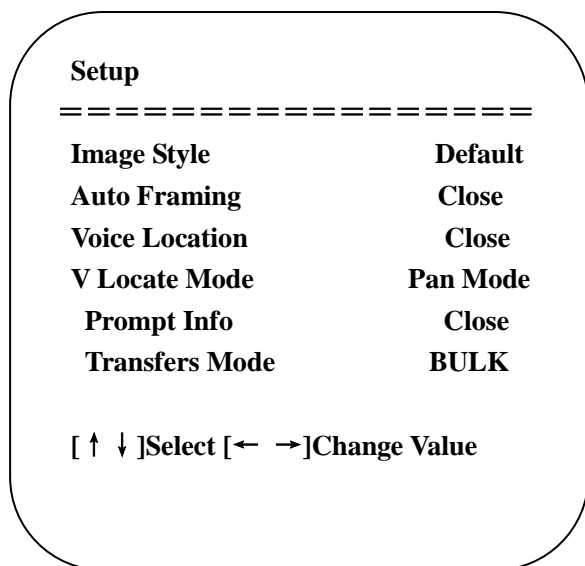 Setup
=================
Image Style Default
Auto Framing Close
Voice Location Close
V Locate Mode Pan Mode
Prompt Info Close
Transfers Mode BULK
[↑ ↓]Select [← →]Change Value